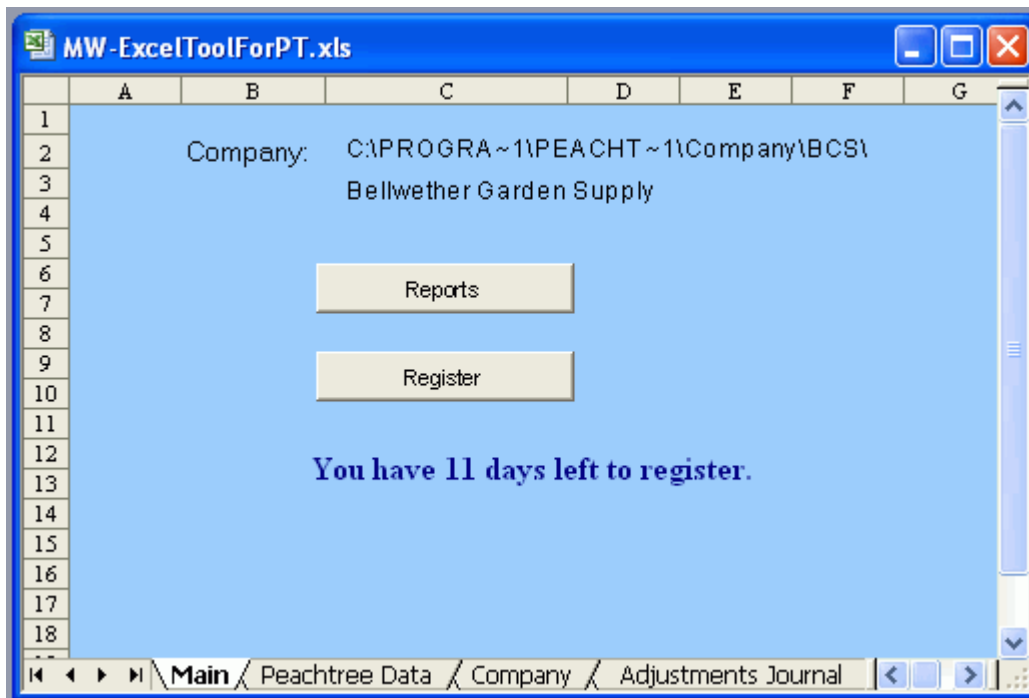 MW-ExcelToolForPT.xls
A B C D E F G
1
2 Company: C:\PROGRA~1\PEACHT~1\Company\BCS\
3 Bellwether Garden Supply
4
5
6
Reports
7
8
9
Register
10
11
12
You have 11 days left to register.
13
14
15
16
17
18
Main Peachtree Data Company Adjustments Journal